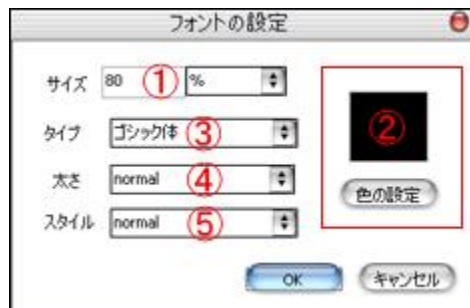 フォントの設定
サイズ 80 ① %
②
タイプ ゴシック体 ③
太さ normal ④
色の設定
スタイル normal ⑤
OK キャンセル